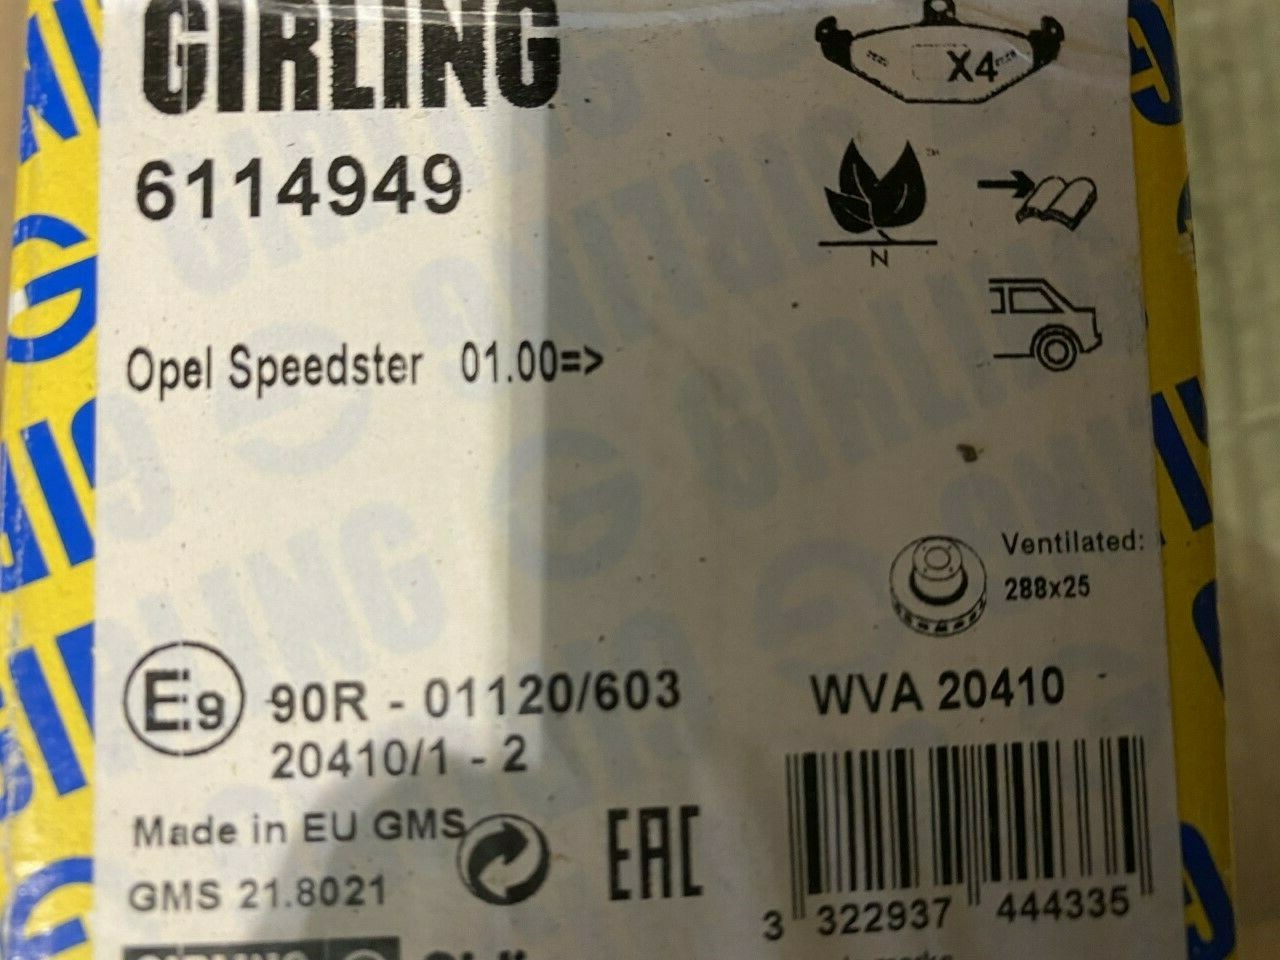 GIRLING
X4
6114949
N
Opel Speedster 01.00=>
Ventilated:
288x25
E9 90R - 01120/603
20410/1 - 2
WVA 20410
Made in EU GMS
GMS 21.8021
EAC
3 322937 444335